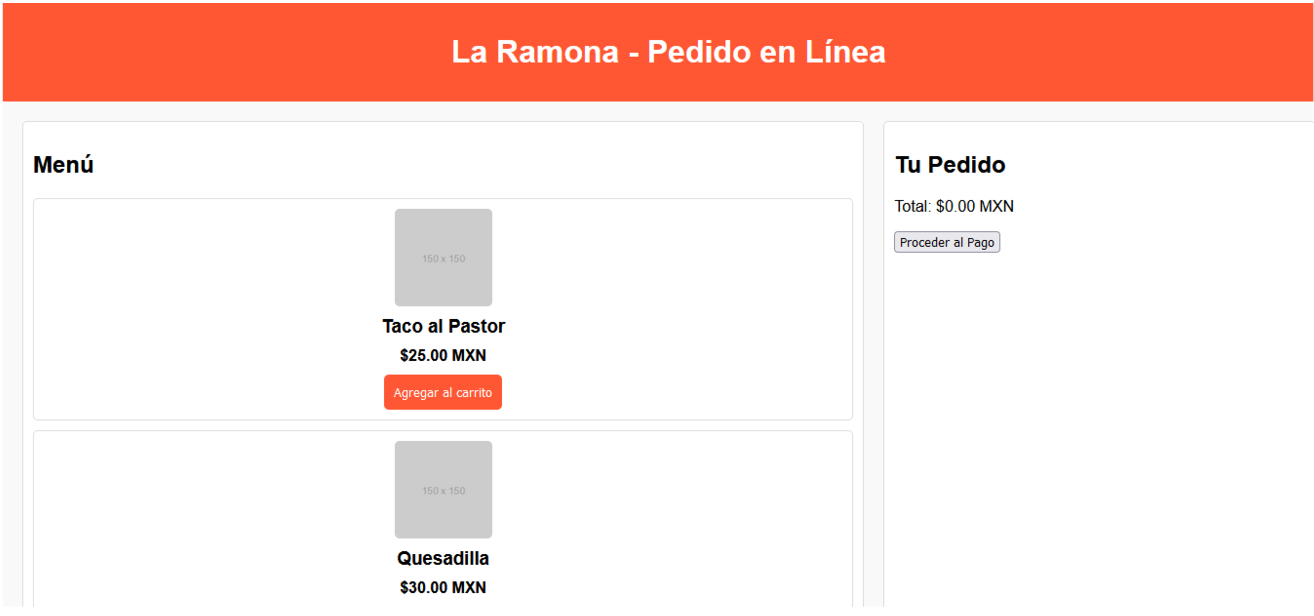 La Ramona - Pedido en Línea
Menú
150 x 150
Taco al Pastor
$25.00 MXN
Agregar al carrito
150 x 150
Quesadilla
$30.00 MXN
Tu Pedido
Total: $0.00 MXN
Proceder al Pago